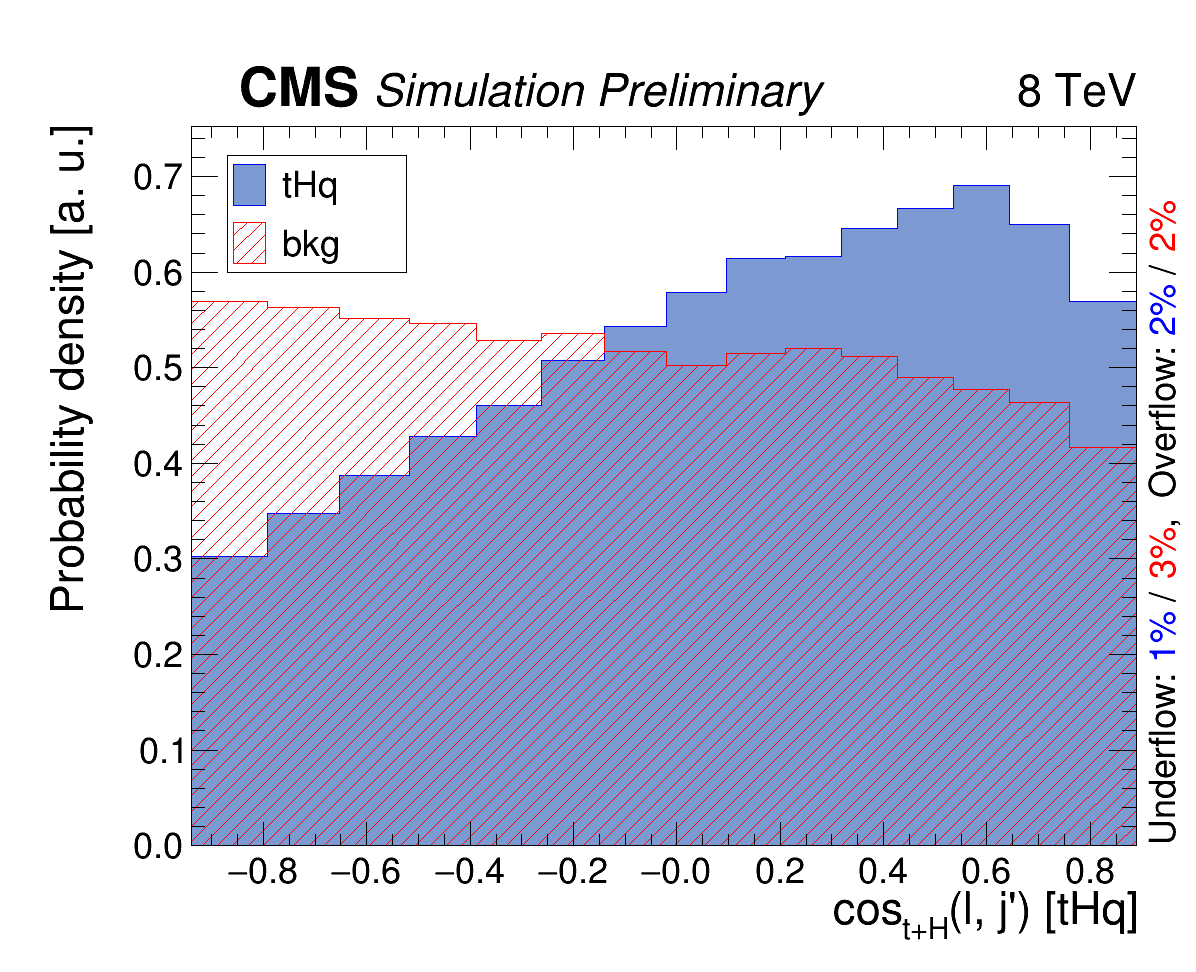 CMS Simulation Preliminary 8 TeV
Probability density [a. u.]
0.7
0.6
0.5
0.4
0.3
0.2
0.1
0.0
tHq
bkg
−0.8 −0.6 −0.4 −0.2 −0.0 0.2 0.4 0.6 0.8
cos_{t+H}(l, j') [tHq]
Underflow: 1% / 3%, Overflow: 2% / 2%